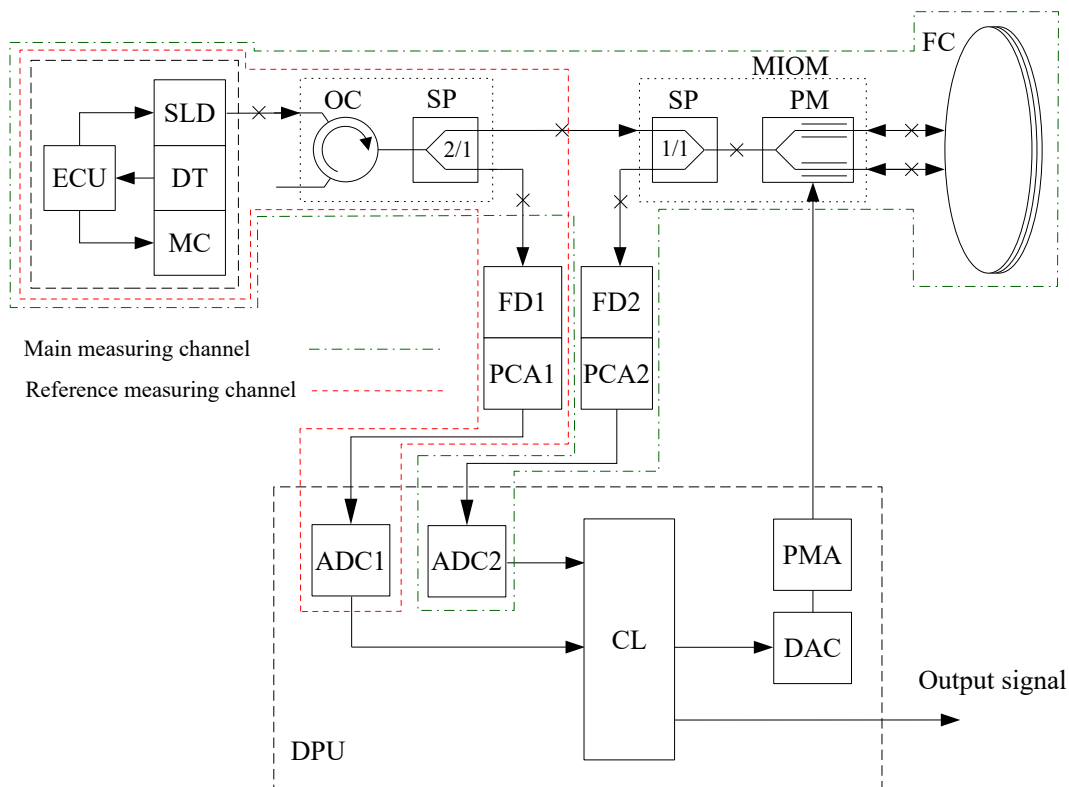 FC
MIOM
OC
SP
SP
PM
SLD
ECU
DT
MC
2/1
1/1
FD1
FD2
PCA1
PCA2
Main measuring channel
Reference measuring channel
ADC1
ADC2
CL
PMA
DAC
Output signal
DPU